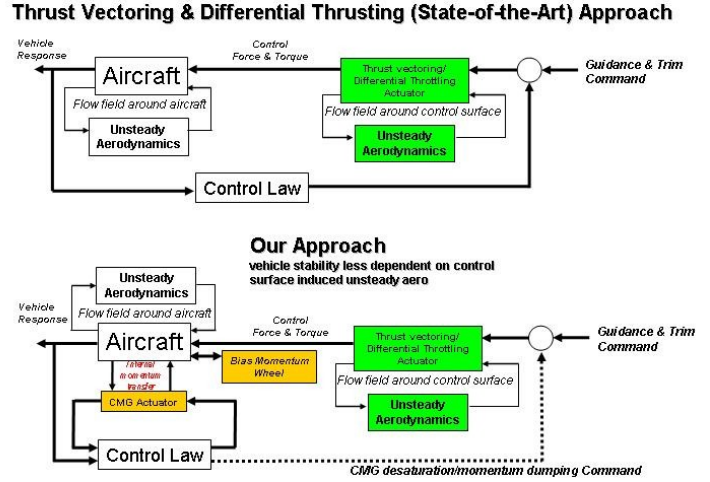 Thrust Vectoring & Differential Thrusting (State-of-the-Art) Approach
Vehicle
Response
Control
Force & Torque
Aircraft
Thrust vectoring/
Differential Throttling
Actuator
Guidance & Trim
Command
Flow field around aircraft
Flow field around control surface
Unsteady
Aerodynamics
Unsteady
Aerodynamics
Control Law
Our Approach
vehicle stability less dependent on control
surface induced unsteady aero
Unsteady
Aerodynamics
Flow field around aircraft
Vehicle
Response
Control
Force & Torque
Aircraft
Thrust vectoring/
Differential Throttling
Actuator
Guidance & Trim
Command
Bias Momentum
Wheel
Internal
momentum
transfer
Flow field around control surface
CMG Actuator
Unsteady
Aerodynamics
Control Law
CMG desaturation/momentum dumping Command